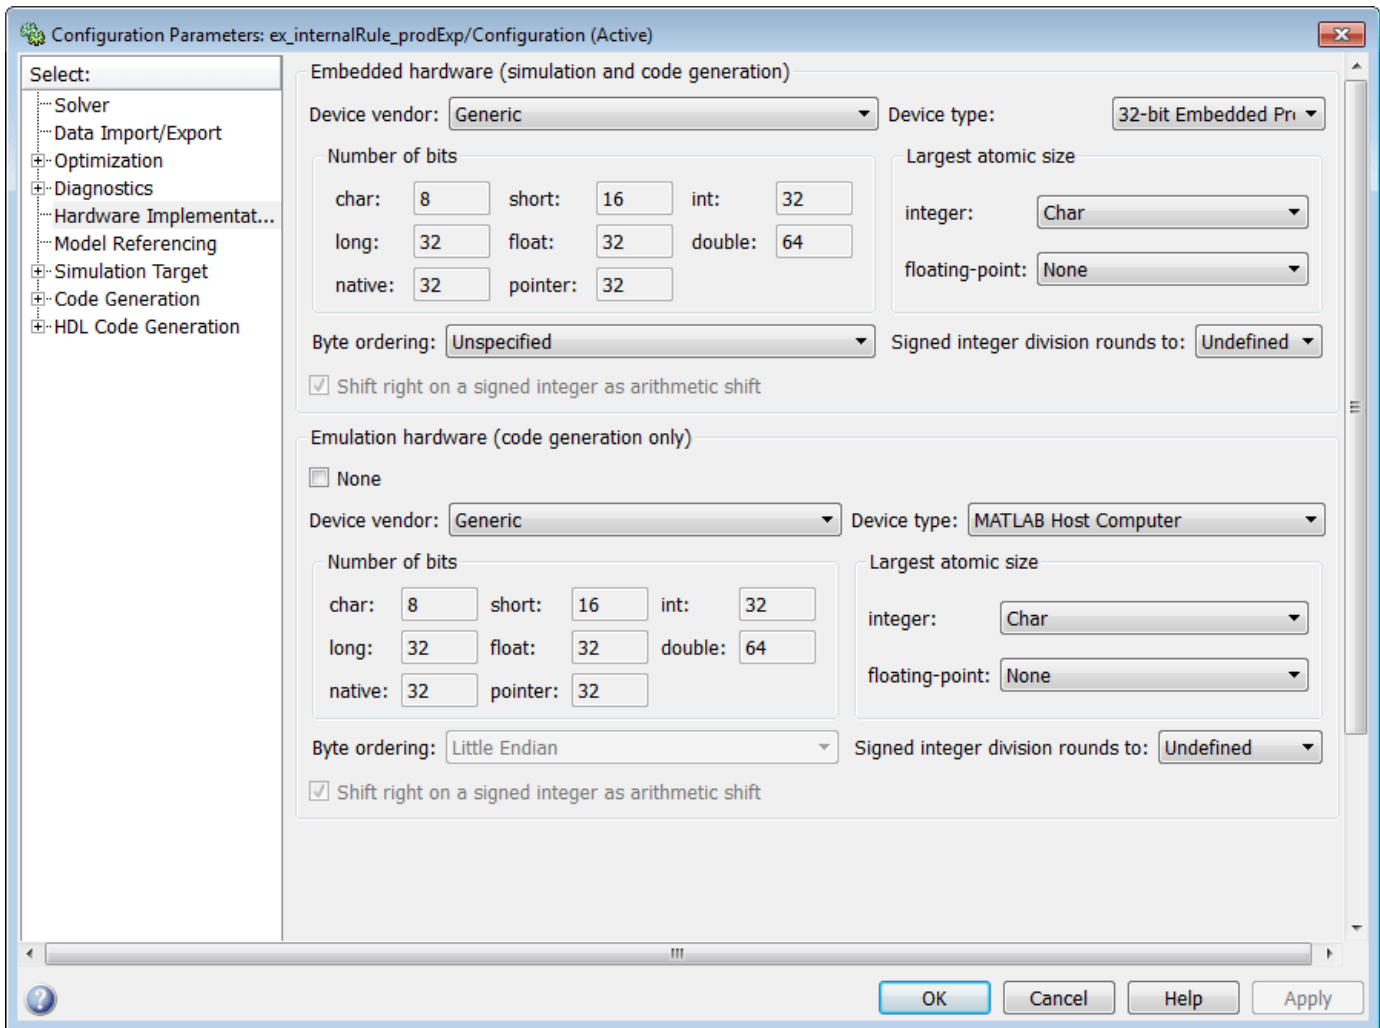 Configuration Parameters: ex_internalRule_prodExp/Configuration (Active)
Select:
Solver
Data Import/Export
Optimization
Diagnostics
Hardware Implementat...
Model Referencing
Simulation Target
Code Generation
HDL Code Generation
Embedded hardware (simulation and code generation)
Device vendor: Generic Device type: 32-bit Embedded Pro
Number of bits Largest atomic size
char: 8 short: 16 int: 32
integer: Char
long: 32 float: 32 double: 64
floating-point: None
native: 32 pointer: 32
Byte ordering: Unspecified Signed integer division rounds to: Undefined
Shift right on a signed integer as arithmetic shift
Emulation hardware (code generation only)
None
Device vendor: Generic Device type: MATLAB Host Computer
Number of bits Largest atomic size
char: 8 short: 16 int: 32
integer: Char
long: 32 float: 32 double: 64
floating-point: None
native: 32 pointer: 32
Byte ordering: Little Endian Signed integer division rounds to: Undefined
Shift right on a signed integer as arithmetic shift
OK Cancel Help Apply